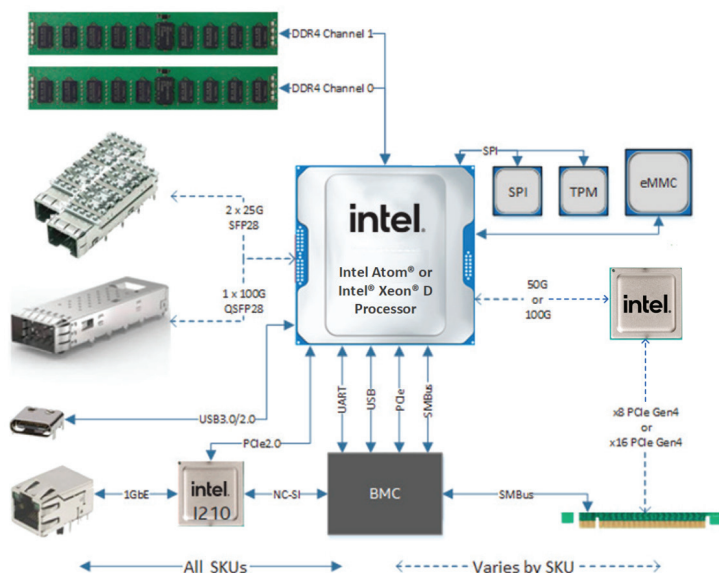 DDR4 Channel 1
DDR4 Channel 0
SPI
SPI
TPM
eMMC
2 x 25G
SFP28
intel.
Intel Atom® or
Intel® Xeon® D
Processor
1 x 100G
QSFP28
50G
or
100G
intel.
USB3.0/2.0
UART
USB
PCIe
SMBus
PCIe2.0
x8 PCIe Gen4
or
x16 PCIe Gen4
1GbE
intel.
I210
NC-SI
BMC
SMBus
All SKUs
Varies by SKU